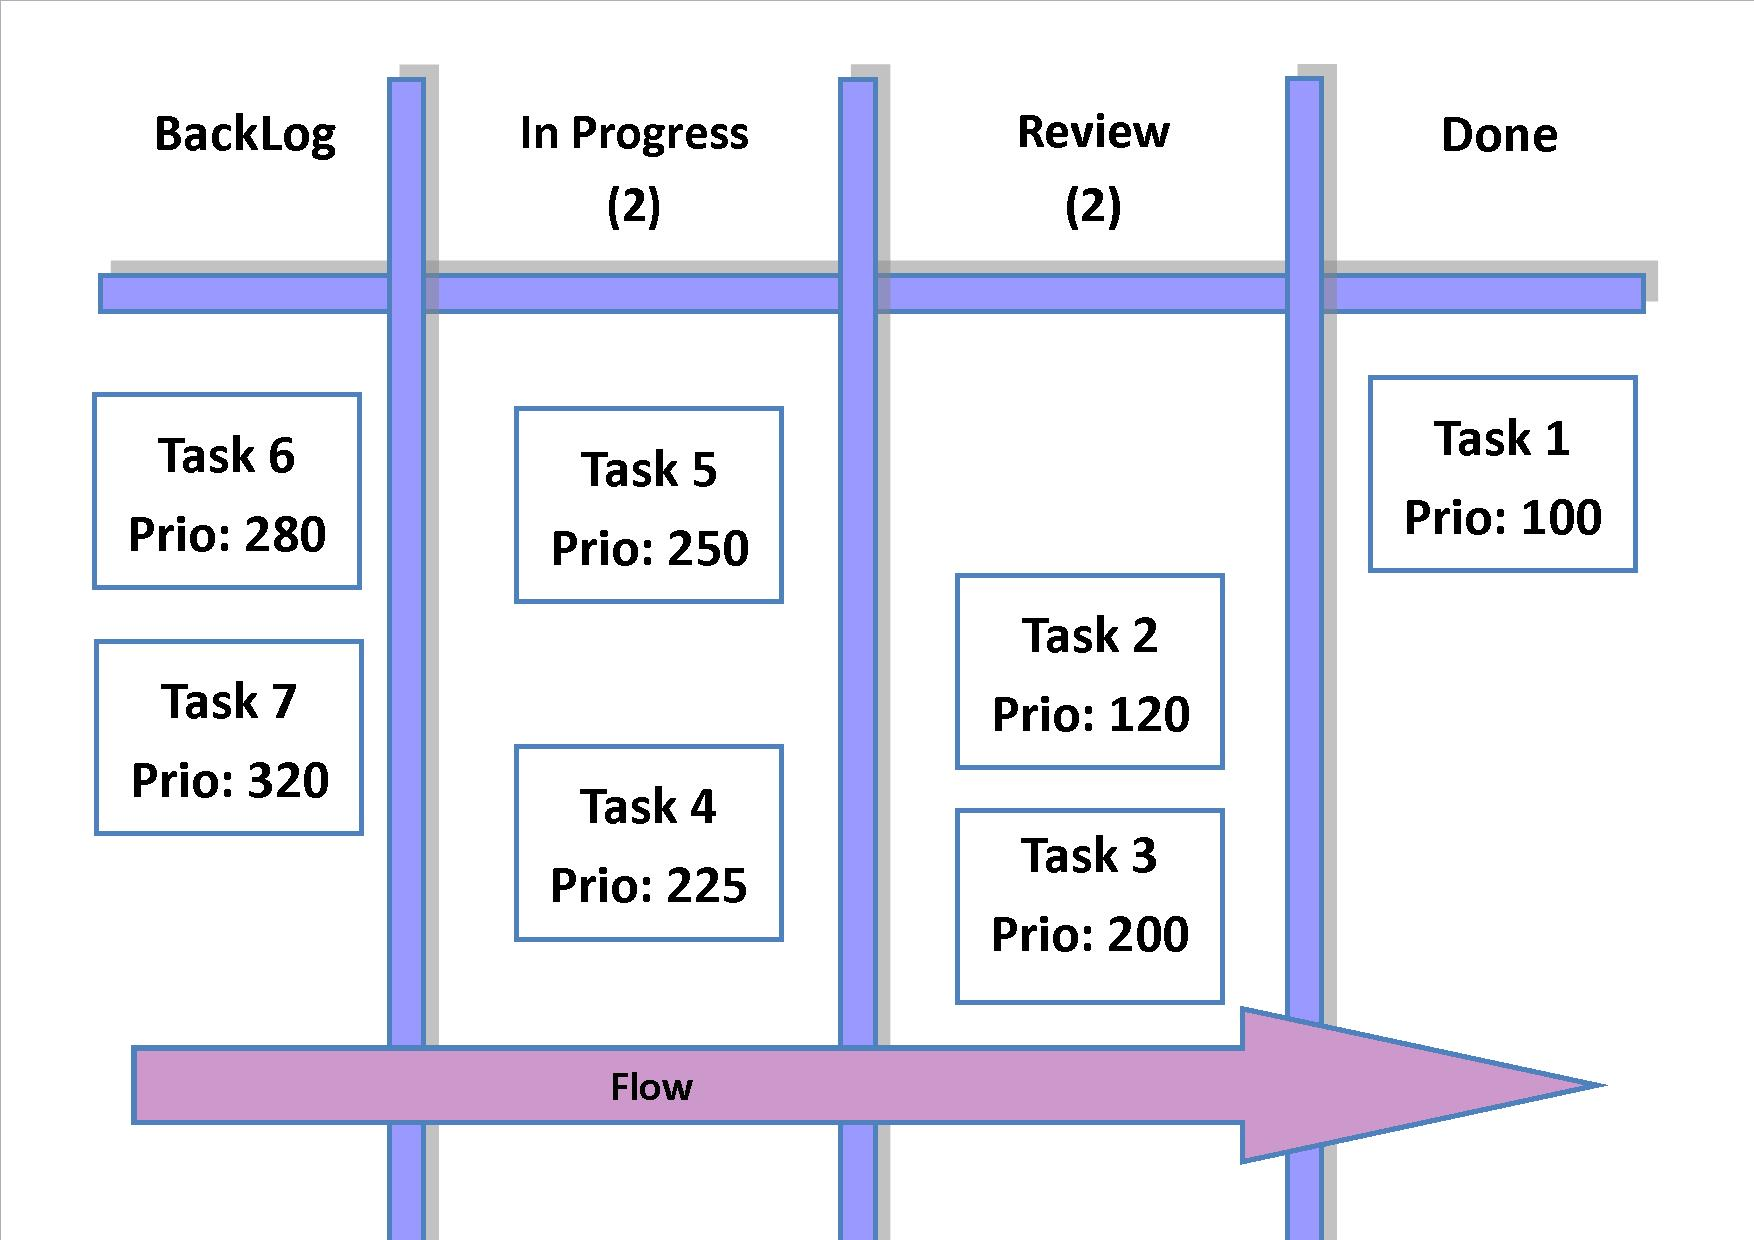 BackLog
In Progress
(2)
Review
(2)
Done
Task 6
Prio: 280
Task 7
Prio: 320
Task 5
Prio: 250
Task 4
Prio: 225
Task 2
Prio: 120
Task 3
Prio: 200
Task 1
Prio: 100
Flow